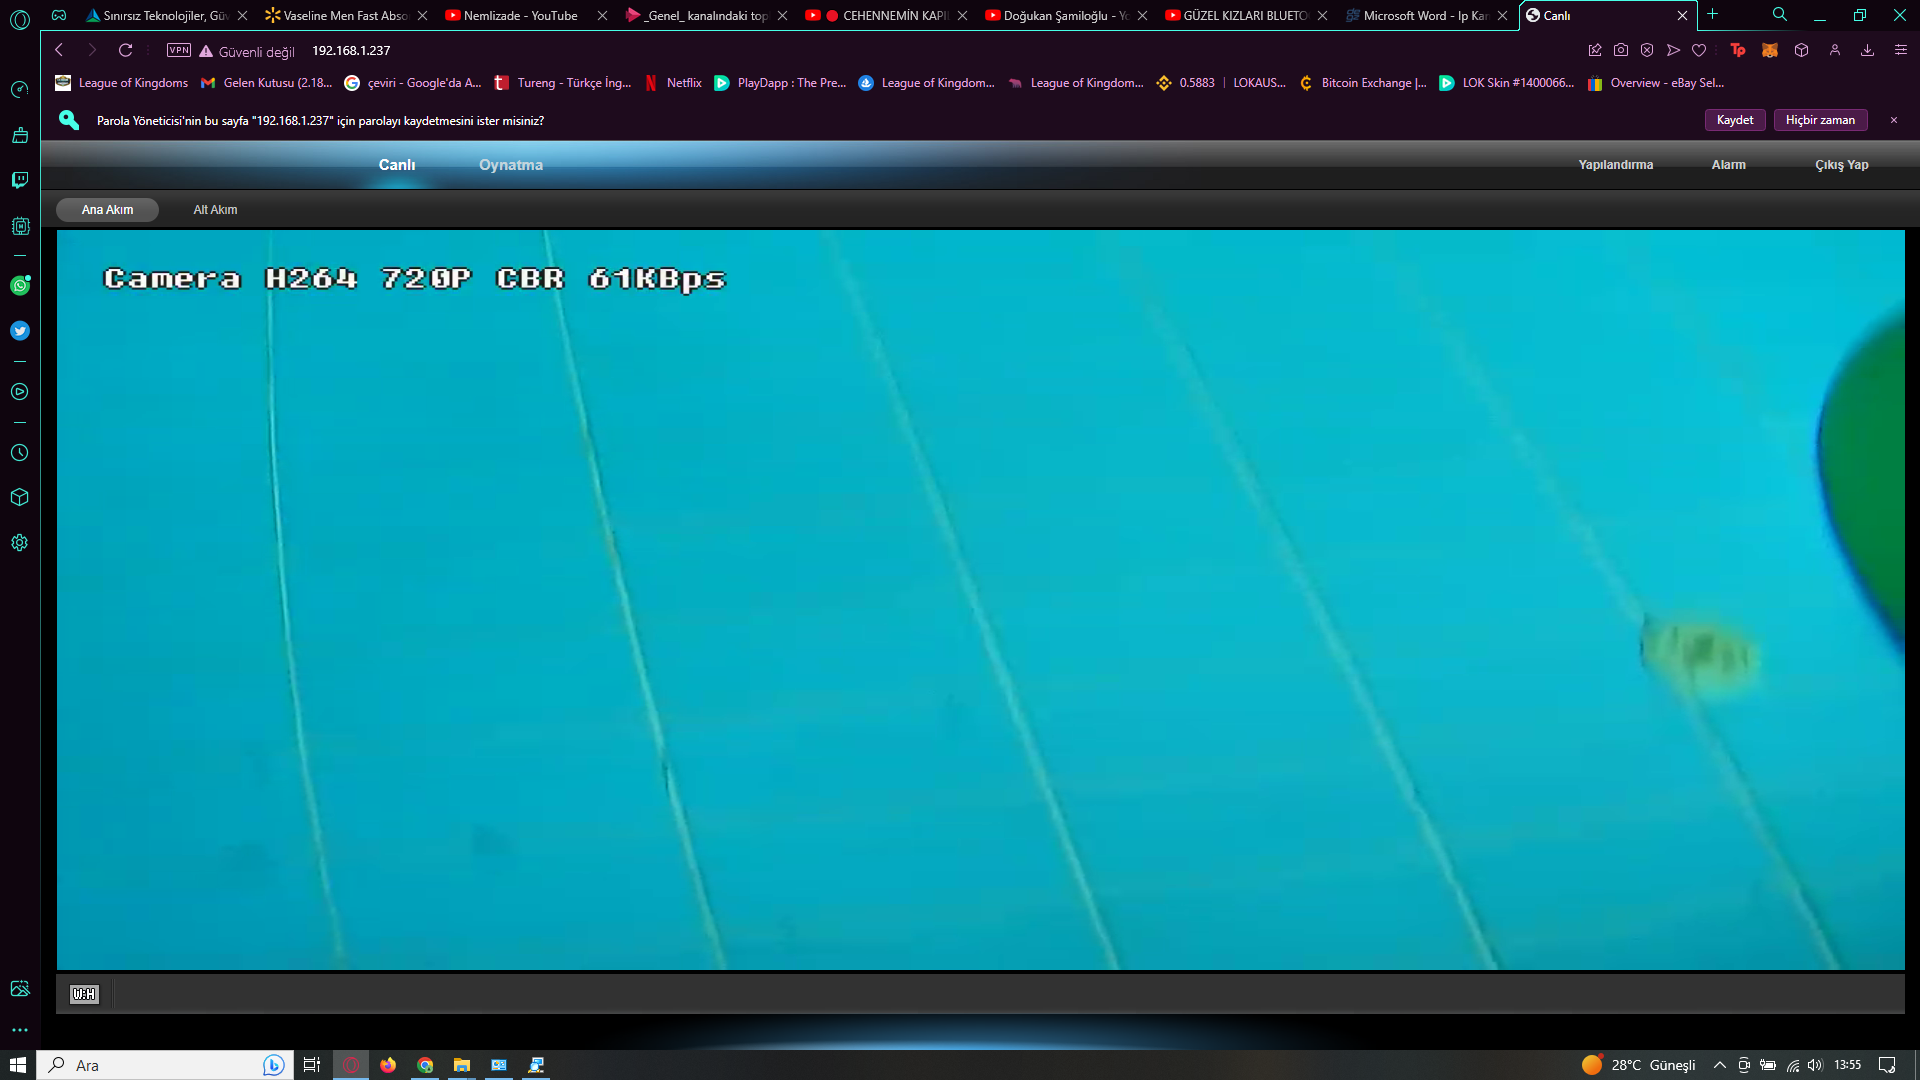 Sınırsız Teknolojiler, Güv
Vaseline Men Fast Abso
Nemlizade - YouTube
_Genel_ kanalındaki top
CEHENNEMİN KAPIL
Doğukan Şamiloğlu - Yo
GÜZEL KIZLARI BLUETO
Microsoft Word - Ip Kam
Canlı
VPN
Güvenli değil
192.168.1.237
League of Kingdoms
Gelen Kutusu (2.18...
çeviri - Google'da A...
Tureng - Türkçe İng...
Netflix
PlayDapp : The Pre...
League of Kingdom...
League of Kingdom...
0.5883 | LOKAUS...
Bitcoin Exchange |...
LOK Skin #1400066...
Overview - eBay Sel...
Parola Yöneticisi'nin bu sayfa "192.168.1.237" için parolayı kaydetmesini ister misiniz?
Kaydet
Hiçbir zaman
Canlı
Oynatma
Yapılandırma
Alarm
Çıkış Yap
Ana Akım
Alt Akım
Camera H264 720P CBR 61KBps
W:H
Ara
28°C Güneşli
13:55